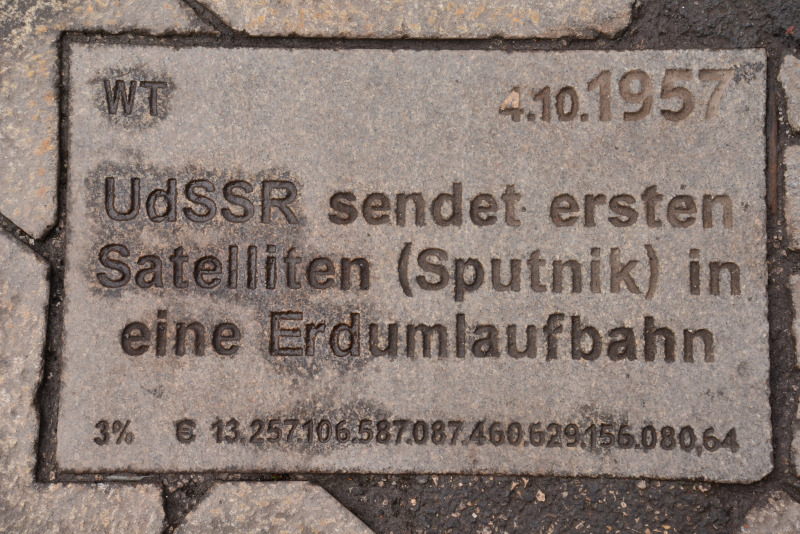 WT 4.10.1957
UdSSR sendet ersten
Satelliten (Sputnik) in
eine Erdumlaufbahn
3% € 13.257.106.587.087.460.629.156.080,64